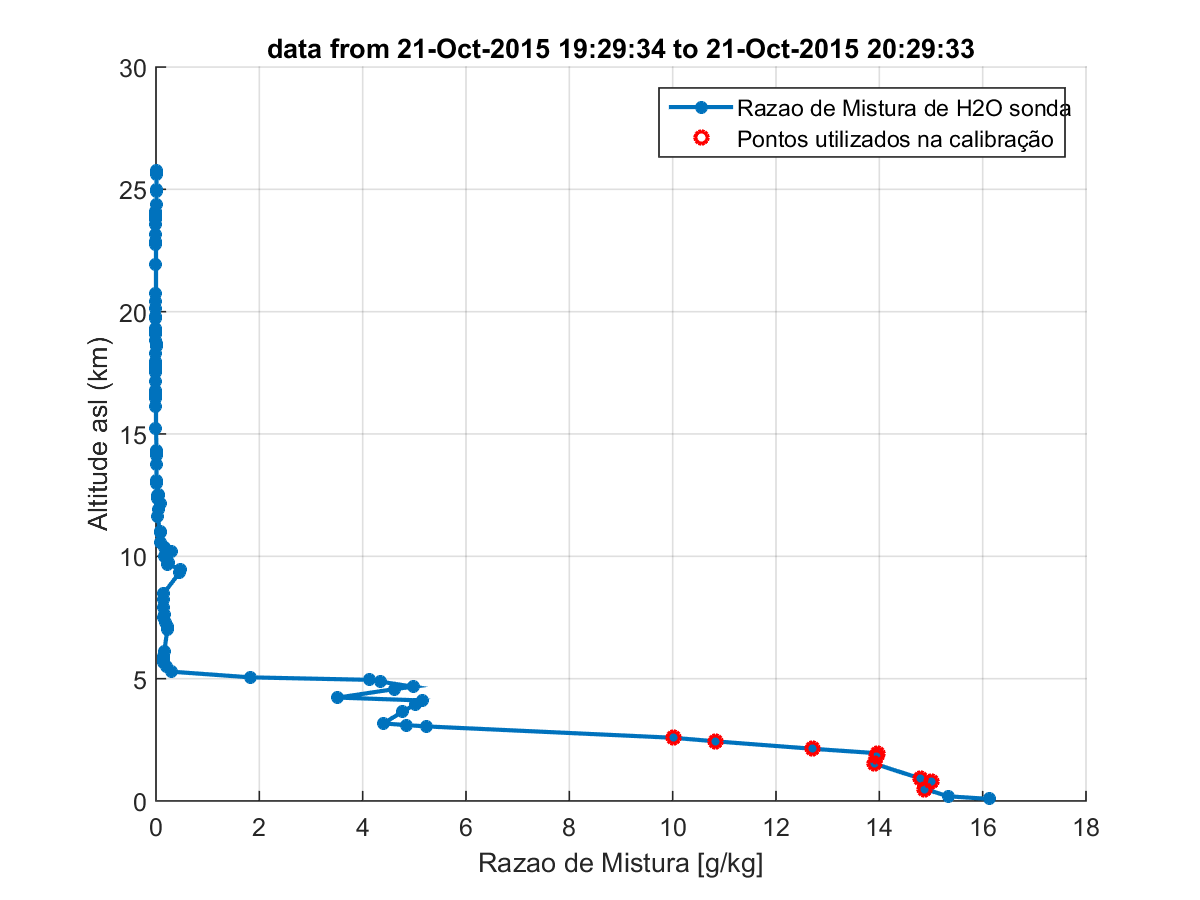 data from 21-Oct-2015 19:29:34 to 21-Oct-2015 20:29:33
Razao de Mistura de H2O sonda
Pontos utilizados na calibração
30
25
20
15
10
5
0
Altitude asl (km)
0 2 4 6 8 10 12 14 16 18
Razao de Mistura [g/kg]